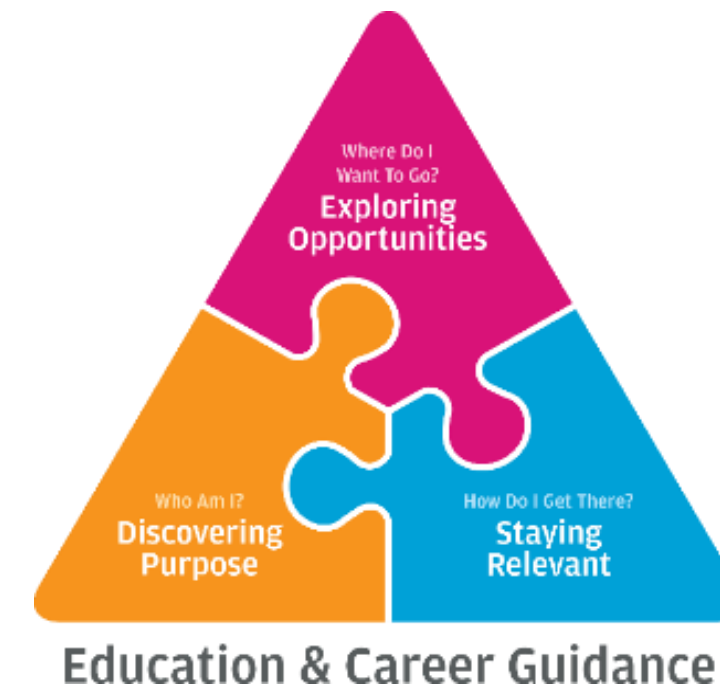 Where Do I
Want To Go?
Exploring
Opportunities
Who Am I?
Discovering
Purpose
How Do I Get There?
Staying
Relevant
Education & Career Guidance